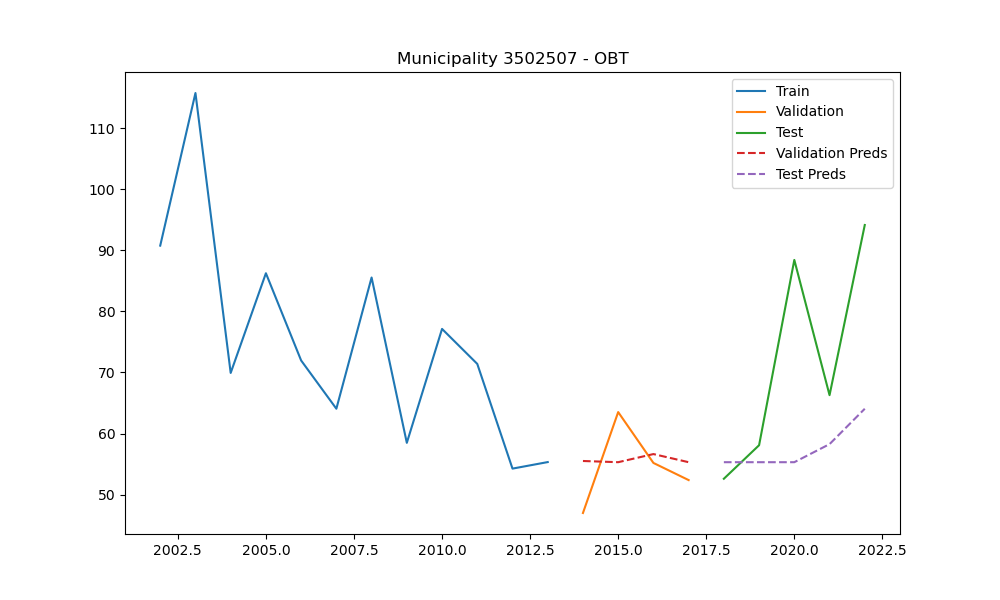 Municipality 3502507 - OBT
Train
Validation
Test
Validation Preds
Test Preds
110
100
90
80
70
60
50
2002.5 2005.0 2007.5 2010.0 2012.5 2015.0 2017.5 2020.0 2022.5